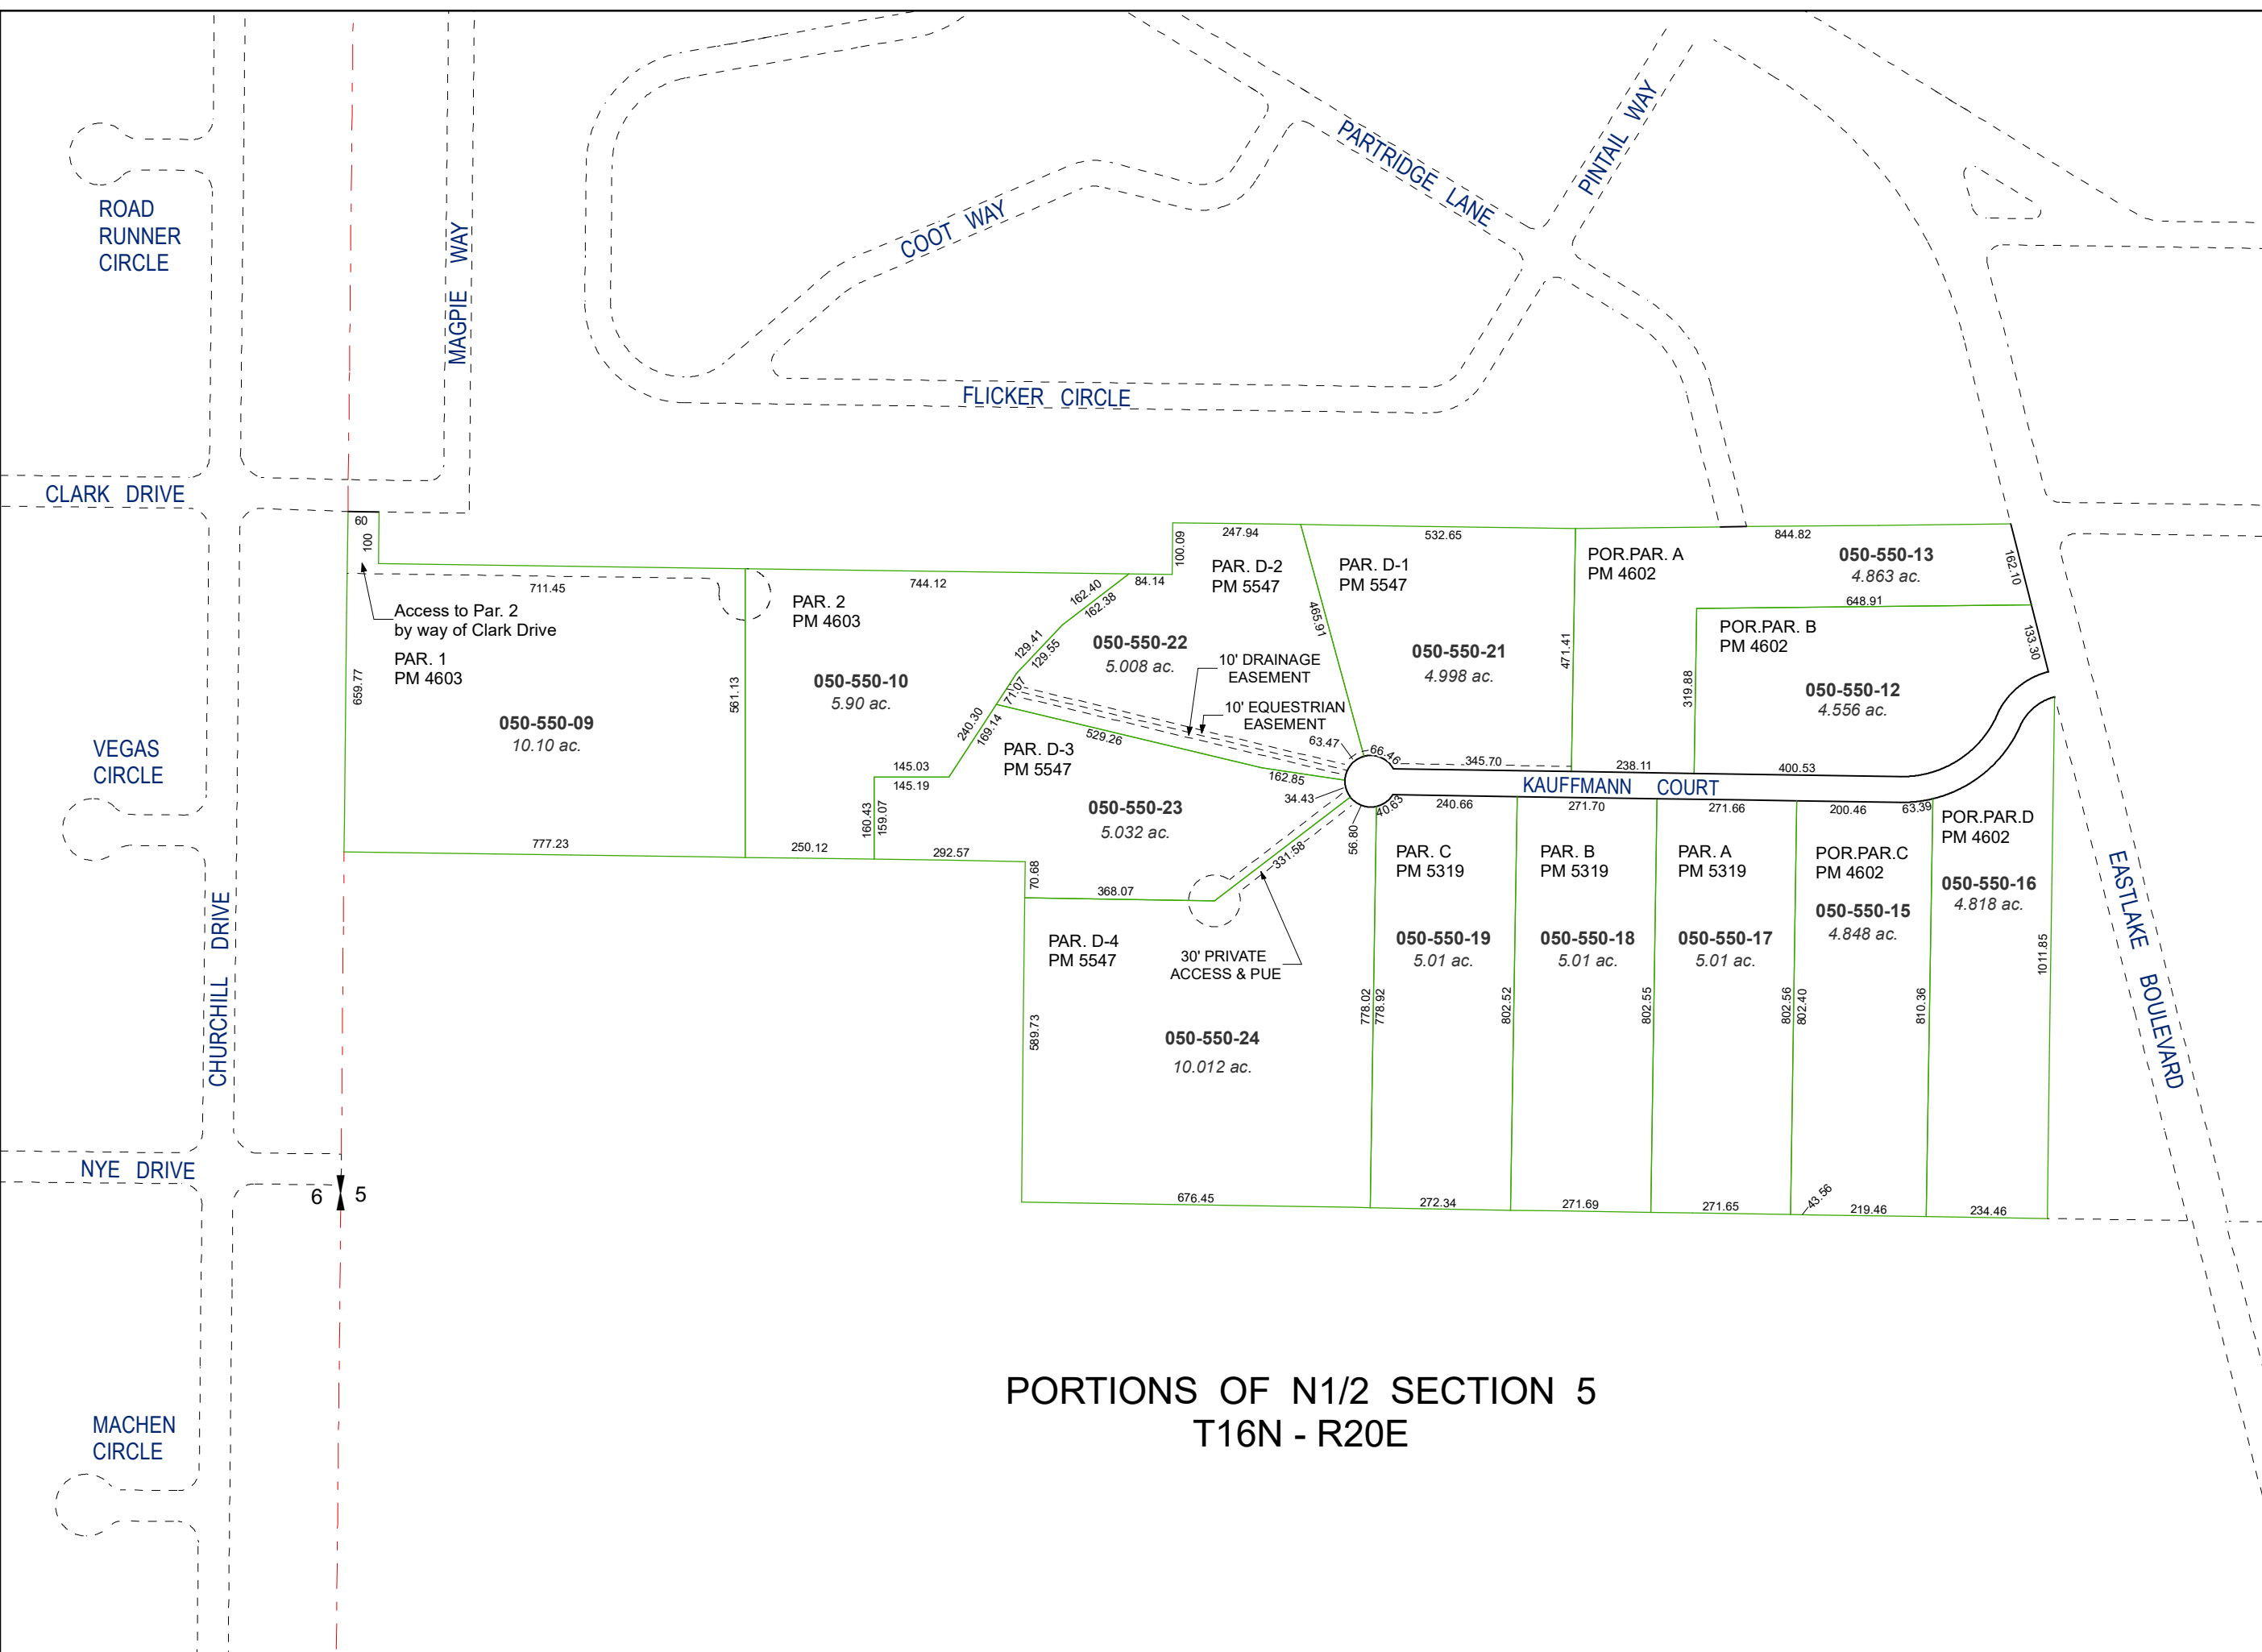 ROAD
RUNNER
CIRCLE
MAGPIE WAY
COOT WAY
PARTRIDGE LANE
PINTAIL WAY
FLICKER CIRCLE
CLARK DRIVE
60
100
Access to Par. 2
by way of Clark Drive
PAR. 1
PM 4603
711.45
659.77
050-550-09
10.10 ac.
561.13
777.23
744.12
PAR. 2
PM 4603
050-550-10
5.90 ac.
84.14
162.40
162.38
129.41
129.55
71.07
240.30
169.14
145.03
145.19
160.43
159.07
250.12
292.57
100.09
247.94
PAR. D-2
PM 5547
050-550-22
5.008 ac.
10' DRAINAGE
EASEMENT
10' EQUESTRIAN
EASEMENT
529.26
162.85
63.47
34.43
PAR. D-3
PM 5547
050-550-23
5.032 ac.
70.68
368.07
331.58
56.80
532.65
PAR. D-1
PM 5547
465.91
050-550-21
4.998 ac.
471.41
66.46
345.70
POR.PAR. A
PM 4602
844.82
050-550-13
4.863 ac.
162.10
648.91
POR.PAR. B
PM 4602
319.88
133.30
050-550-12
4.556 ac.
238.11
400.53
KAUFFMANN COURT
40.63
240.66
271.70
271.66
200.46
63.39
PAR. D-4
PM 5547
30' PRIVATE
ACCESS & PUE
589.73
050-550-24
10.012 ac.
778.02
778.92
676.45
PAR. C
PM 5319
050-550-19
5.01 ac.
802.52
272.34
PAR. B
PM 5319
050-550-18
5.01 ac.
802.55
271.69
PAR. A
PM 5319
050-550-17
5.01 ac.
802.56
802.40
271.65
POR.PAR.C
PM 4602
050-550-15
4.848 ac.
810.36
43.56
219.46
POR.PAR.D
PM 4602
050-550-16
4.818 ac.
1011.85
234.46
EASTLAKE BOULEVARD
VEGAS
CIRCLE
CHURCHILL DRIVE
NYE DRIVE
6 5
MACHEN
CIRCLE
PORTIONS OF N1/2 SECTION 5
T16N - R20E